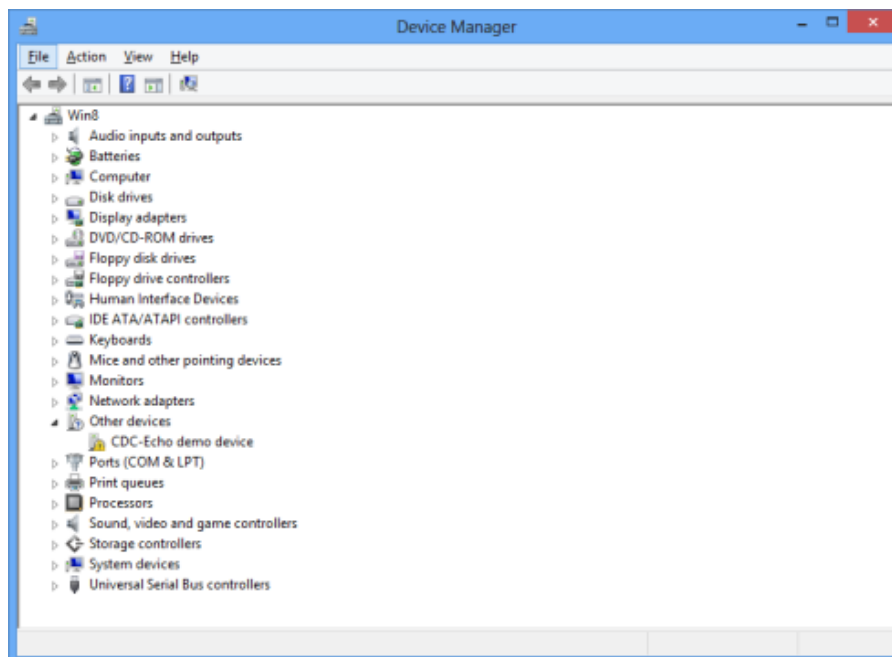 Device Manager
File Action View Help
Win8
Audio inputs and outputs
Batteries
Computer
Disk drives
Display adapters
DVD/CD-ROM drives
Floppy disk drives
Floppy drive controllers
Human Interface Devices
IDE ATA/ATAPI controllers
Keyboards
Mice and other pointing devices
Monitors
Network adapters
Other devices
CDC-Echo demo device
Ports (COM & LPT)
Print queues
Processors
Sound, video and game controllers
Storage controllers
System devices
Universal Serial Bus controllers